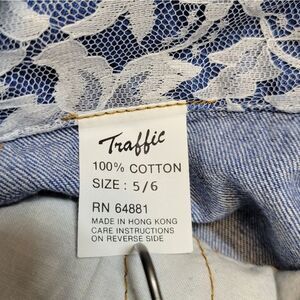 Traffic
100% COTTON
SIZE : 5/6
RN 64881
MADE IN HONG KONG
CARE INSTRUCTIONS
ON REVERSE SIDE